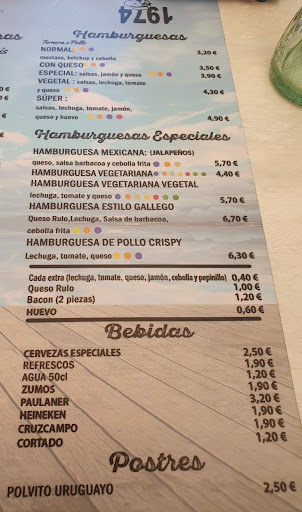 1974
Hamburguesas
Ternera o Pollo
NORMAL: 3,20 €
mostaza, ketchup y cebolla
CON QUESO 3,50 €
ESPECIAL: salsas, jamón y queso 3,90 €
VEGETAL : salsas, lechuga, tomate
y queso 4,30 €
SÚPER :
salsas, lechuga, tomate, jamón,
queso y huevo 4,90 €
Hamburguesas Especiales
HAMBURGUESA MEXICANA: (JALAPEÑOS)
queso, salsa barbacoa y cebolla frita 5,70 €
HAMBURGUESA VEGETARIANA 4,40 €
HAMBURGUESA VEGETARIANA VEGETAL
lechuga, tomate y queso 5,70 €
HAMBURGUESA ESTILO GALLEGO
Queso Rulo,Lechuga, Salsa de barbacoa, 6,70 €
cebolla frita
HAMBURGUESA DE POLLO CRISPY
Lechuga, tomate, queso 6,30 €
Cada extra (lechuga, tomate, queso, jamón, cebolla y pepinillo) 0,40 €
Queso Rulo 1,00 €
Bacon (2 piezas) 1,20 €
HUEVO 0,60 €
Bebidas
CERVEZAS ESPECIALES 2,50 €
REFRESCOS 1,90 €
AGUA 50cl 1,20 €
ZUMOS 1,90 €
PAULANER 3,20 €
HEINEKEN 1,90 €
CRUZCAMPO 1,90 €
CORTADO 1,20 €
Postres
POLVITO URUGUAYO 2,50 €